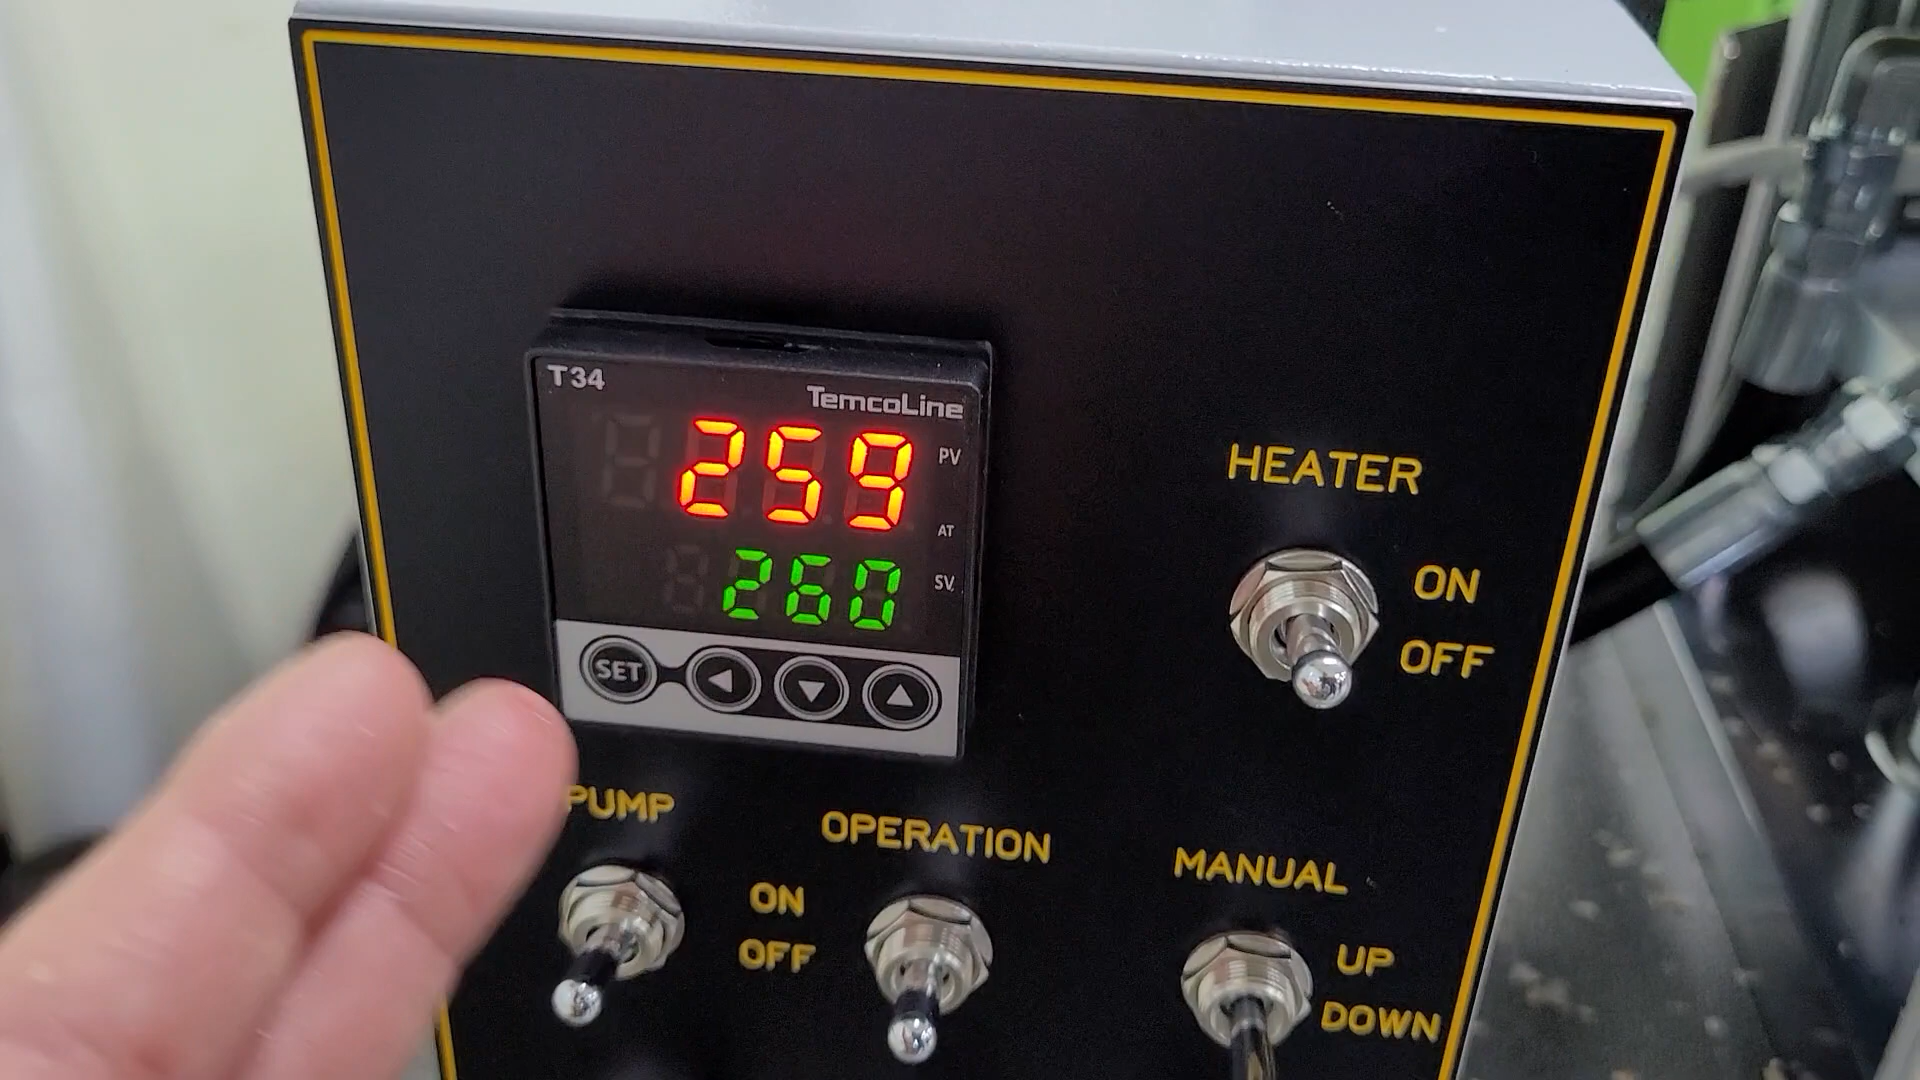 T34
TemcoLine
259 PV
AT
260 SV
SET
HEATER
ON
OFF
PUMP
OPERATION
ON
OFF
MANUAL
UP
DOWN